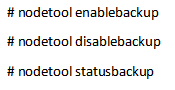 # nodetool enablebackup
# nodetool disablebackup
# nodetool statusbackup